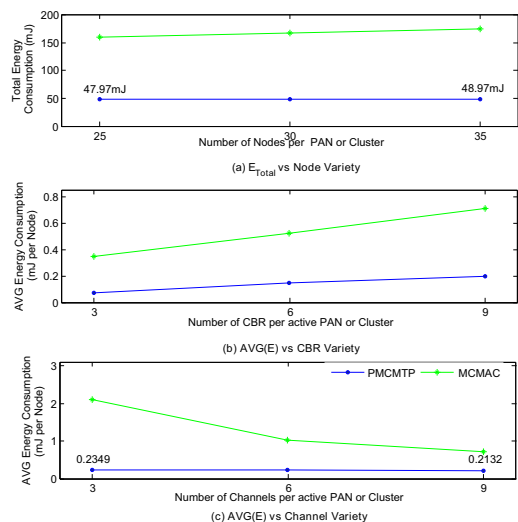 200
150
100
50
0
Total Energy
Consumption (mJ)
47.97mJ
48.97mJ
25
30
35
Number of Nodes per PAN or Cluster
(a) E_Total vs Node Variety
0.8
0.6
0.4
0.2
0
AVG Energy Consumption
(mJ per Node)
3
6
9
Number of CBR per active PAN or Cluster
(b) AVG(E) vs CBR Variety
3
2
1
0
AVG Energy Consumption
(mJ per Node)
PMCMTP
MCMAC
0.2349
0.2132
3
6
9
Number of Channels per active PAN or Cluster
(c) AVG(E) vs Channel Variety